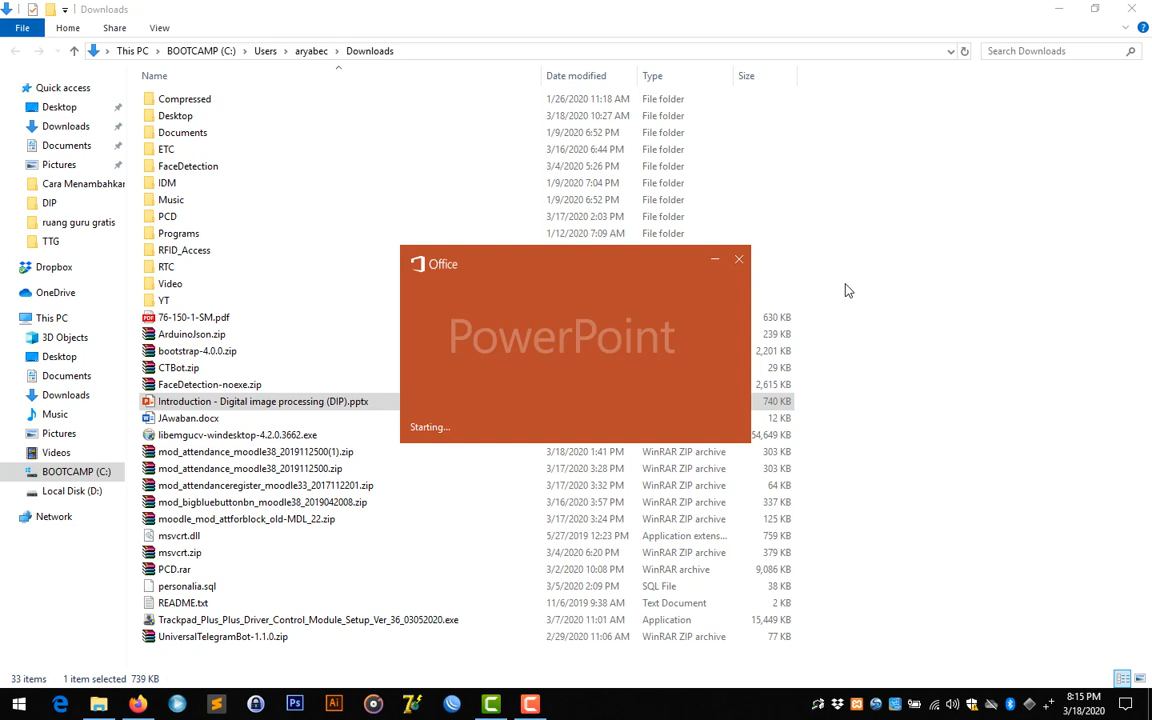 Downloads
File Home Share View
This PC > BOOTCAMP (C:) > Users > aryabec > Downloads
Search Downloads
Name Date modified Type Size
Quick access
Desktop
Downloads
Documents
Pictures
Cara Menambahkar
DIP
ruang guru gratis
TTG
Dropbox
OneDrive
This PC
3D Objects
Desktop
Documents
Downloads
Music
Pictures
Videos
BOOTCAMP (C:)
Local Disk (D:)
Network
Compressed 1/26/2020 11:18 AM File folder
Desktop 3/18/2020 10:27 AM File folder
Documents 1/9/2020 6:52 PM File folder
ETC 3/16/2020 6:44 PM File folder
FaceDetection 3/4/2020 5:26 PM File folder
IDM 1/9/2020 7:04 PM File folder
Music 1/9/2020 6:52 PM File folder
PCD 3/17/2020 2:03 PM File folder
Programs 1/12/2020 7:09 AM File folder
RFID_Access
RTC
Video
YT
76-150-1-SM.pdf 630 KB
ArduinoJson.zip 239 KB
bootstrap-4.0.0.zip 2,201 KB
CTBot.zip 29 KB
FaceDetection-noexe.zip 2,615 KB
Introduction - Digital image processing (DIP).pptx 740 KB
JAwaban.docx 12 KB
libemgucv-windesktop-4.2.0.3662.exe 54,649 KB
mod_attendance_moodle38_2019112500(1).zip 3/18/2020 1:41 PM WinRAR ZIP archive 303 KB
mod_attendance_moodle38_2019112500.zip 3/17/2020 3:28 PM WinRAR ZIP archive 303 KB
mod_attendanceregister_moodle33_2017112201.zip 3/17/2020 3:32 PM WinRAR ZIP archive 64 KB
mod_bigbluebuttonbn_moodle38_2019042008.zip 3/16/2020 3:57 PM WinRAR ZIP archive 337 KB
moodle_mod_attforblock_old-MDL_22.zip 3/17/2020 3:24 PM WinRAR ZIP archive 125 KB
msvcrt.dll 5/27/2019 12:23 PM Application extens... 759 KB
msvcrt.zip 3/4/2020 6:20 PM WinRAR ZIP archive 379 KB
PCD.rar 3/2/2020 10:08 PM WinRAR archive 9,086 KB
personalia.sql 3/5/2020 2:09 PM SQL File 38 KB
README.txt 11/6/2019 9:38 AM Text Document 2 KB
Trackpad_Plus_Plus_Driver_Control_Module_Setup_Ver_36_03052020.exe 3/7/2020 11:01 AM Application 15,449 KB
UniversalTelegramBot-1.1.0.zip 2/29/2020 11:06 AM WinRAR ZIP archive 77 KB
Office
PowerPoint
Starting...
33 items 1 item selected 739 KB
Ps
Ai
8:15 PM
3/18/2020